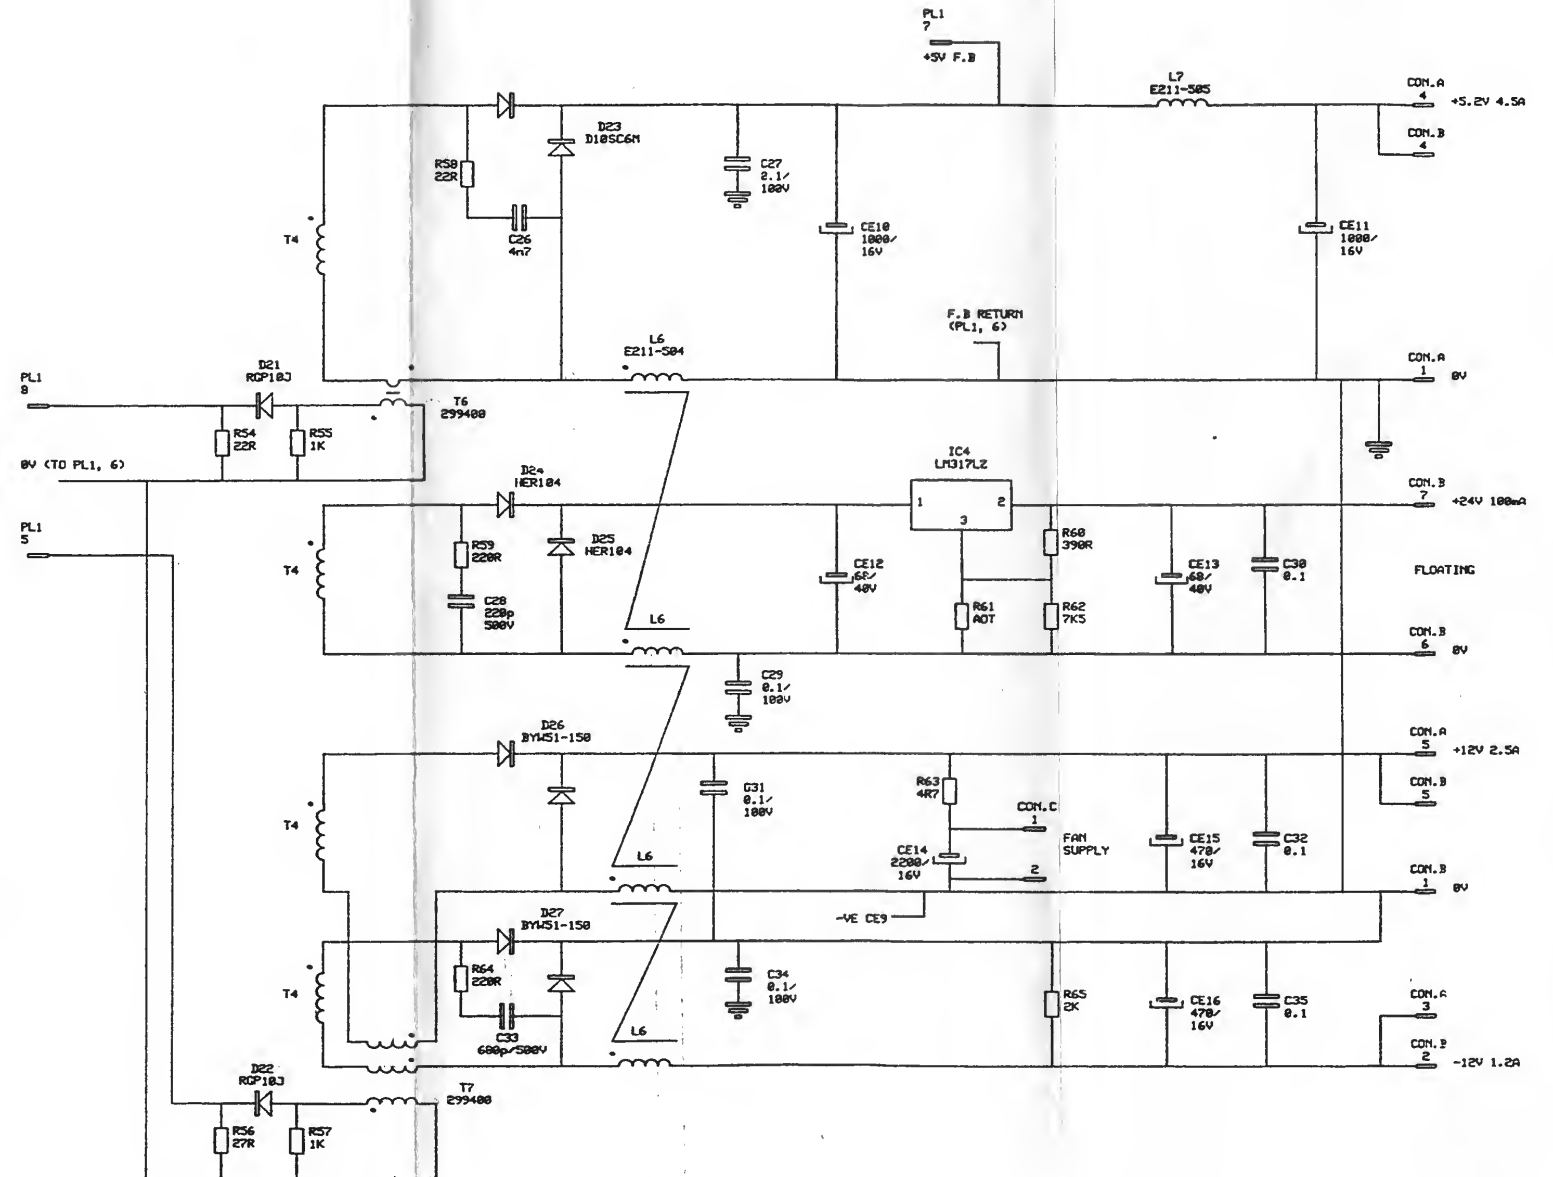 PL1
7
+5V F.B
L7
E211-505
CON.A
4
+5.2V 4.5A
CON.B
4
D23
D10SC6M
R58
22R
C26
4n7
C27
2.1/
100V
T4
CE10
1000/
16V
CE11
1000/
16V
F.B RETURN
(PL1, 6)
L6
E211-504
CON.A
1
0V
PL1
8
D21
RGP10J
T6
299400
R54
22R
R55
1K
0V (TO PL1, 6)
PL1
5
D24
HER104
IC4
LM317LZ
1
2
3
CON.B
7
+24V 100mA
R59
220R
D25
HER104
R60
390R
T4
CE12
68/
40V
CE13
68/
40V
C30
0.1
FLOATING
C28
220p
500V
R61
AOT
R62
7K5
L6
CON.B
6
0V
C29
0.1/
100V
D26
BYW51-150
CON.A
5
+12V 2.5A
CON.B
5
C31
0.1/
100V
R63
4R7
CON.C
1
FAN
SUPPLY
2
T4
CE14
2200/
16V
CE15
470/
16V
C32
0.1
L6
CON.B
1
0V
-VE CE9
D27
BYW51-150
R64
220R
C33
680p/500V
C34
0.1/
100V
T4
R65
2K
CE16
470/
16V
C35
0.1
CON.A
3
L6
CON.B
2
-12V 1.2A
D22
RGP10J
T7
299400
R56
27R
R57
1K